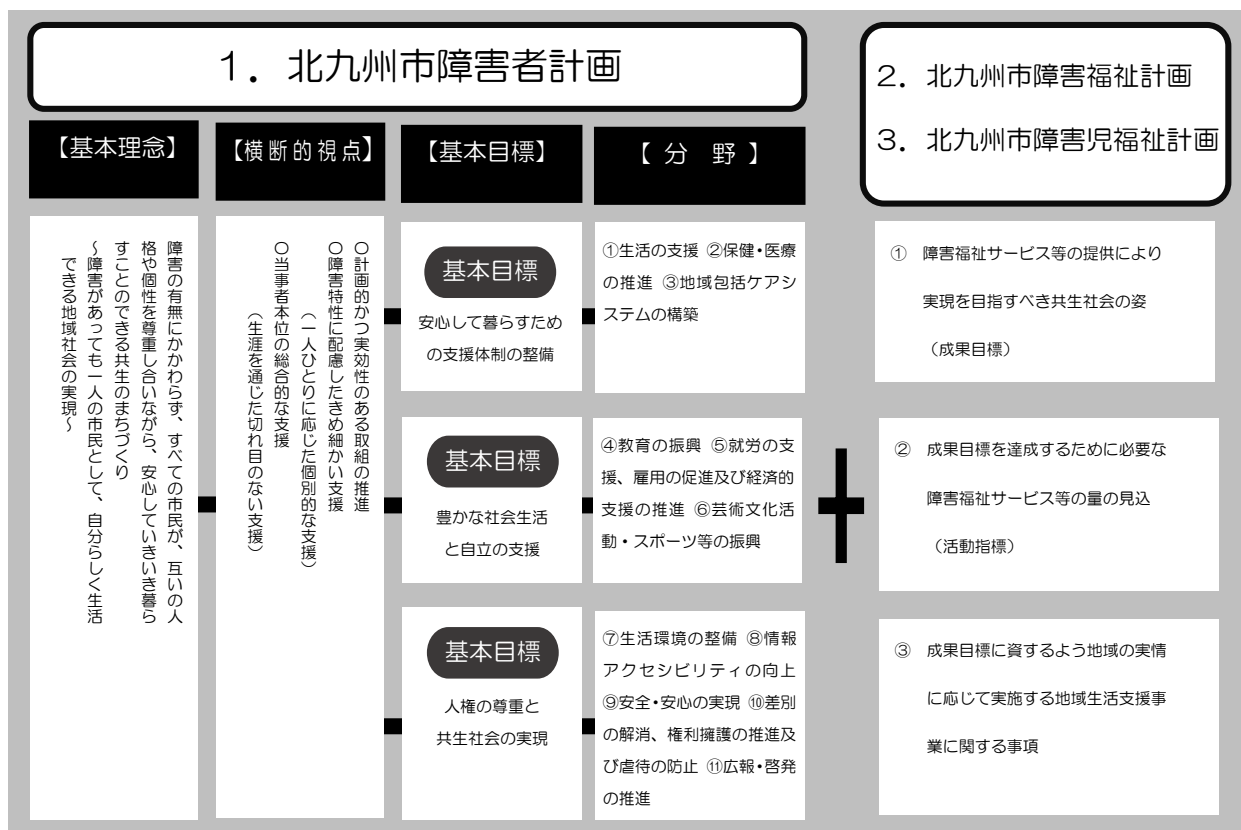 １．北九州市障害者計画
【基本理念】
障害の有無にかかわらず、すべての市民が、互いの人
格や個性を尊重し合いながら、安心していきいき暮ら
すことのできる共生のまちづくり
～障害があっても一人の市民として、自分らしく生活
できる地域社会の実現～
【横断的視点】
〇計画的かつ実効性のある取組の推進
〇障害特性に配慮したきめ細かい支援
（一人ひとりに応じた個別的な支援）
〇当事者本位の総合的な支援
（生涯を通じた切れ目のない支援）
【基本目標】
【 分　野 】
基本目標
安心して暮らすため
の支援体制の整備
①生活の支援 ②保健・医療
の推進 ③地域包括ケアシ
ステムの構築
基本目標
豊かな社会生活
と自立の支援
④教育の振興 ⑤就労の支
援、雇用の促進及び経済的
支援の推進 ⑥芸術文化活
動・スポーツ等の振興
基本目標
人権の尊重と
共生社会の実現
⑦生活環境の整備 ⑧情報
アクセシビリティの向上
⑨安全・安心の実現 ⑩差別
の解消、権利擁護の推進及
び虐待の防止 ⑪広報・啓発
の推進
２．北九州市障害福祉計画
３．北九州市障害児福祉計画
① 障害福祉サービス等の提供により
実現を目指すべき共生社会の姿
（成果目標）
② 成果目標を達成するために必要な
障害福祉サービス等の量の見込
（活動指標）
③ 成果目標に資するよう地域の実情
に応じて実施する地域生活支援事
業に関する事項